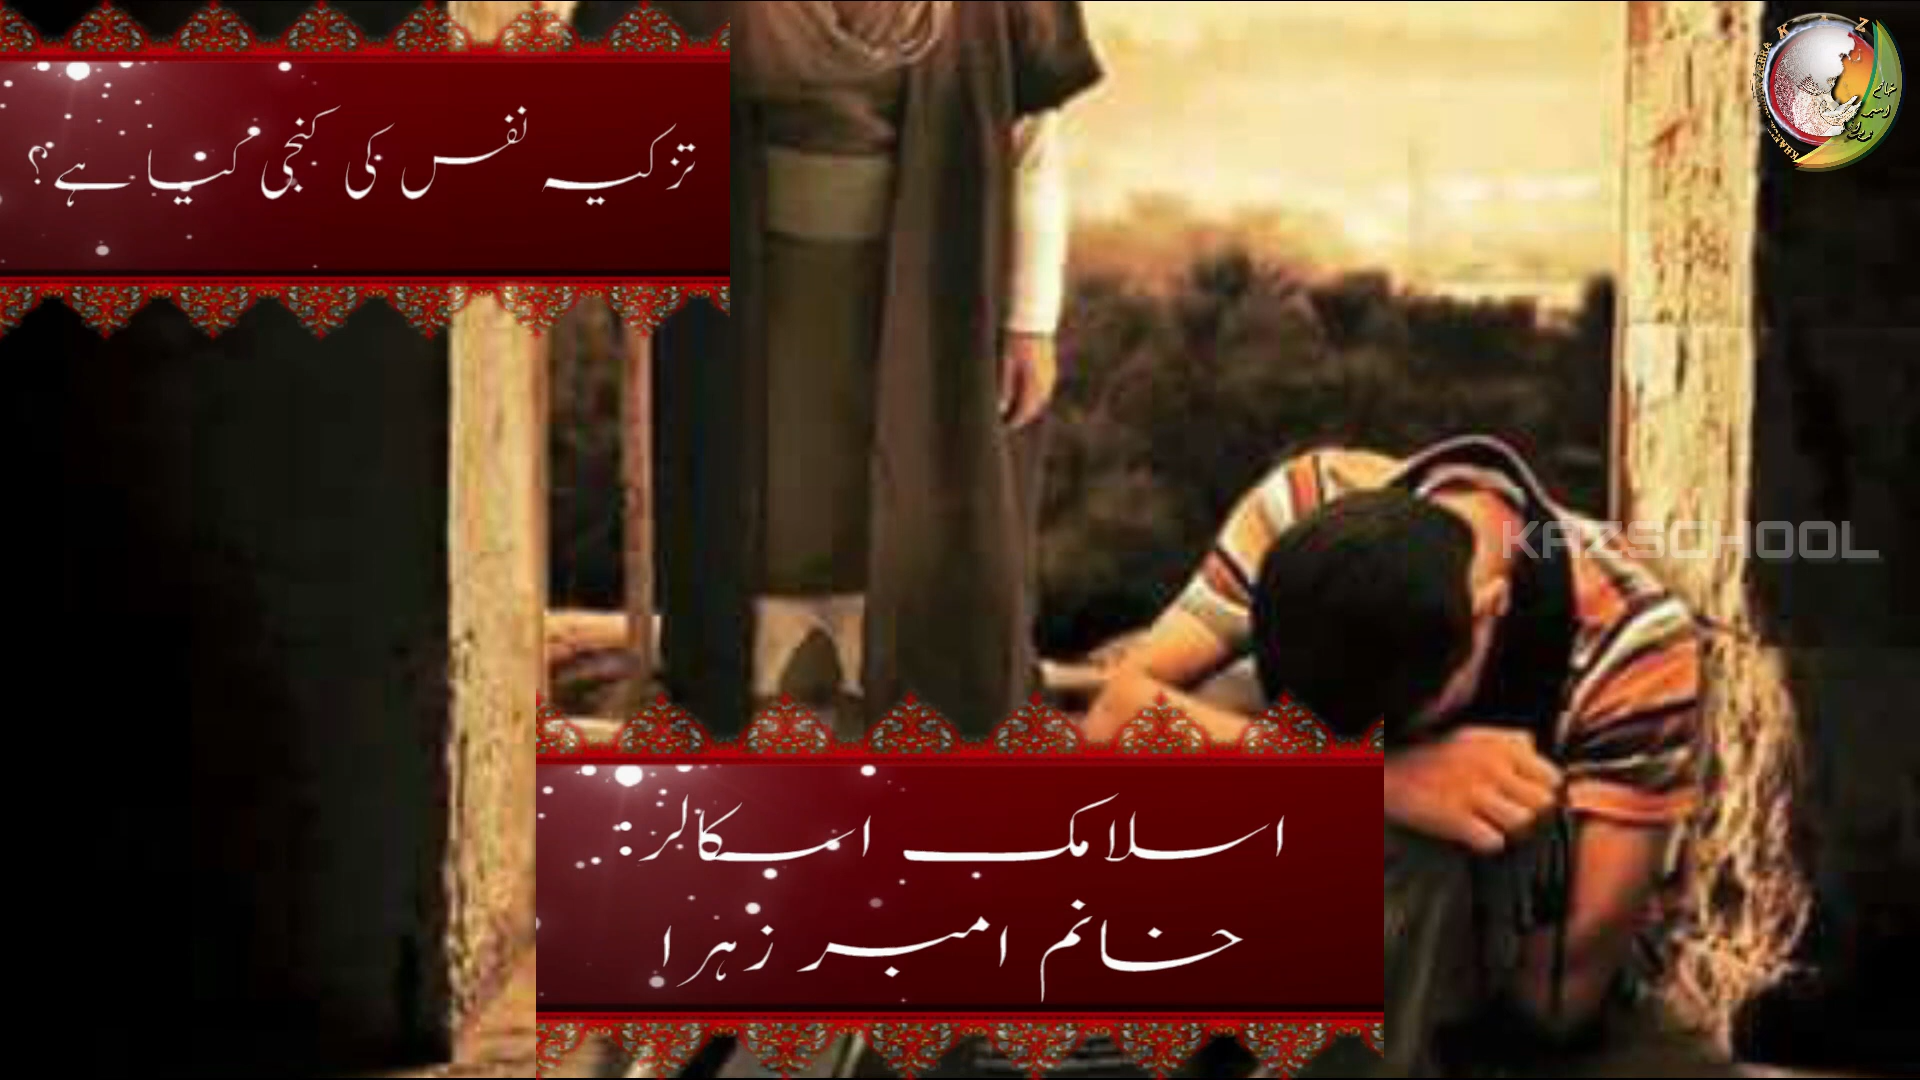 تزکیہ نفس کی کنجی کیا ہے؟
KAZSCHOOL
اسلامک اسکالر:
خانم امبر زہرا